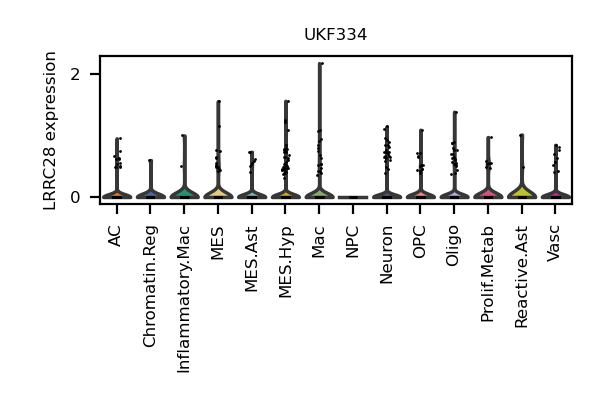 UKF334
LRRC28 expression
2
0
AC
Chromatin.Reg
Inflammatory.Mac
MES
MES.Ast
MES.Hyp
Mac
NPC
Neuron
OPC
Oligo
Prolif.Metab
Reactive.Ast
Vasc